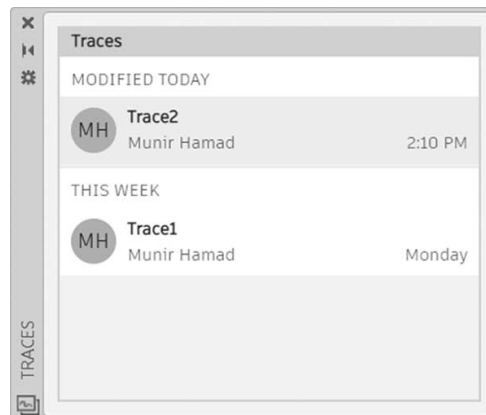 Traces
MODIFIED TODAY
MH
Trace2
Munir Hamad
2:10 PM
THIS WEEK
MH
Trace1
Munir Hamad
Monday
TRACES